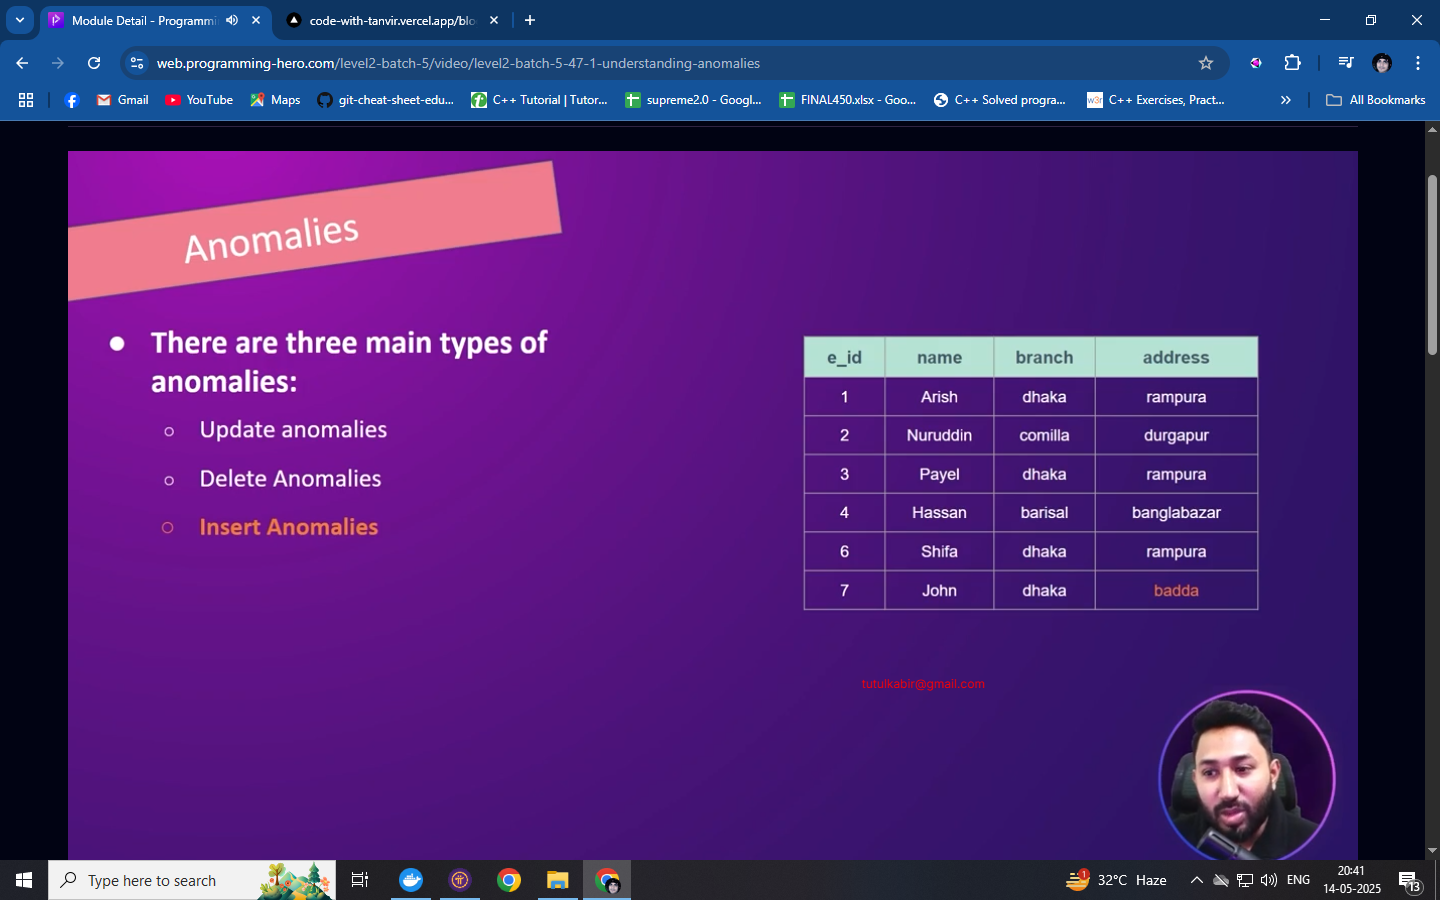 Module Detail - Programmi
code-with-tanvir.vercel.app/blo
web.programming-hero.com/level2-batch-5/video/level2-batch-5-47-1-understanding-anomalies
Gmail
YouTube
Maps
git-cheat-sheet-edu...
C++ Tutorial | Tutor...
supreme2.0 - Googl...
FINAL450.xlsx - Goo...
C++ Solved progra...
w3r
C++ Exercises, Pract...
All Bookmarks
Anomalies
There are three main types of
anomalies:
Update anomalies
Delete Anomalies
Insert Anomalies
e_id name branch address
1 Arish dhaka rampura
2 Nuruddin comilla durgapur
3 Payel dhaka rampura
4 Hassan barisal banglabazar
6 Shifa dhaka rampura
7 John dhaka badda
tutulkabir@gmail.com
Type here to search
1
32°C Haze
ENG
20:41
14-05-2025
13